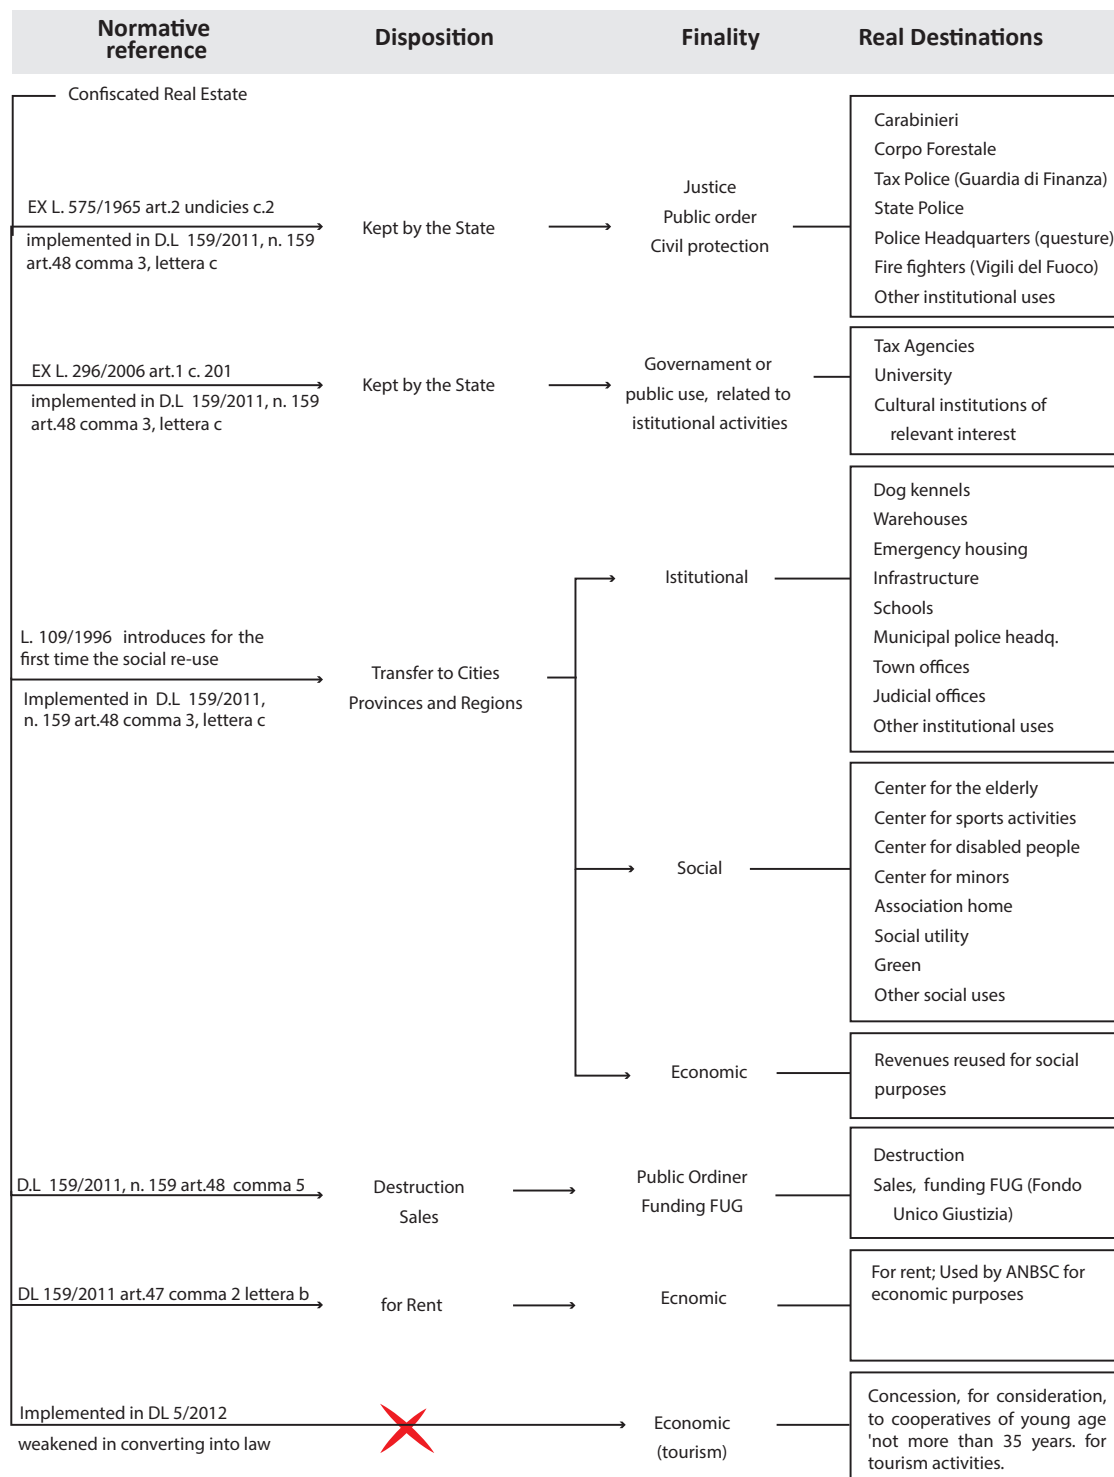 Normative
reference
Disposition
Finality
Real Destinations
Confiscated Real Estate
EX L. 575/1965 art.2 undicies c.2
implemented in D.L 159/2011, n. 159
art.48 comma 3, lettera c
Kept by the State
Justice
Public order
Civil protection
Carabinieri
Corpo Forestale
Tax Police (Guardia di Finanza)
State Police
Police Headquarters (questure)
Fire fighters (Vigili del Fuoco)
Other institutional uses
EX L. 296/2006 art.1 c. 201
implemented in D.L 159/2011, n. 159
art.48 comma 3, lettera c
Kept by the State
Governament or
public use, related to
istitutional activities
Tax Agencies
University
Cultural institutions of
relevant interest
L. 109/1996 introduces for the
first time the social re-use
Implemented in D.L 159/2011,
n. 159 art.48 comma 3, lettera c
Transfer to Cities
Provinces and Regions
Istitutional
Dog kennels
Warehouses
Emergency housing
Infrastructure
Schools
Municipal police headq.
Town offices
Judicial offices
Other institutional uses
Social
Center for the elderly
Center for sports activities
Center for disabled people
Center for minors
Association home
Social utility
Green
Other social uses
Economic
Revenues reused for social
purposes
D.L 159/2011, n. 159 art.48 comma 5
Destruction
Sales
Public Ordiner
Funding FUG
Destruction
Sales, funding FUG (Fondo
Unico Giustizia)
DL 159/2011 art.47 comma 2 lettera b
for Rent
Ecnomic
For rent; Used by ANBSC for
economic purposes
Implemented in DL 5/2012
weakened in converting into law
Economic
(tourism)
Concession, for consideration,
to cooperatives of young age
'not more than 35 years. for
tourism activities.